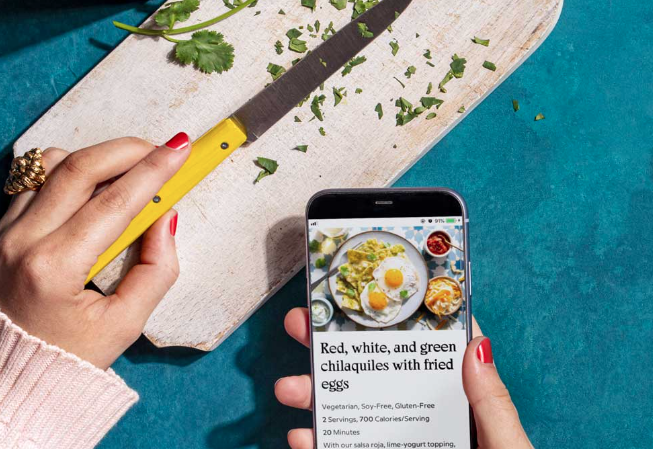 91%
Red, white, and green
chilaquiles with fried
eggs
Vegetarian, Soy-Free, Gluten-Free
2 Servings, 700 Calories/Serving
20 Minutes
With our salsa roja, lime-yogurt topping,